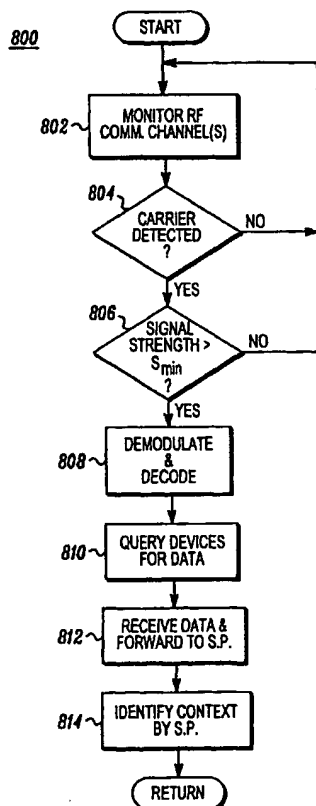 800
START
802
MONITOR RF
COMM. CHANNEL(S)
804
CARRIER
DETECTED
?
NO
YES
806
SIGNAL
STRENGTH >
Smin
?
NO
YES
808
DEMODULATE
&
DECODE
810
QUERY DEVICES
FOR DATA
812
RECEIVE DATA &
FORWARD TO S.P.
814
IDENTIFY CONTEXT
BY S.P.
RETURN